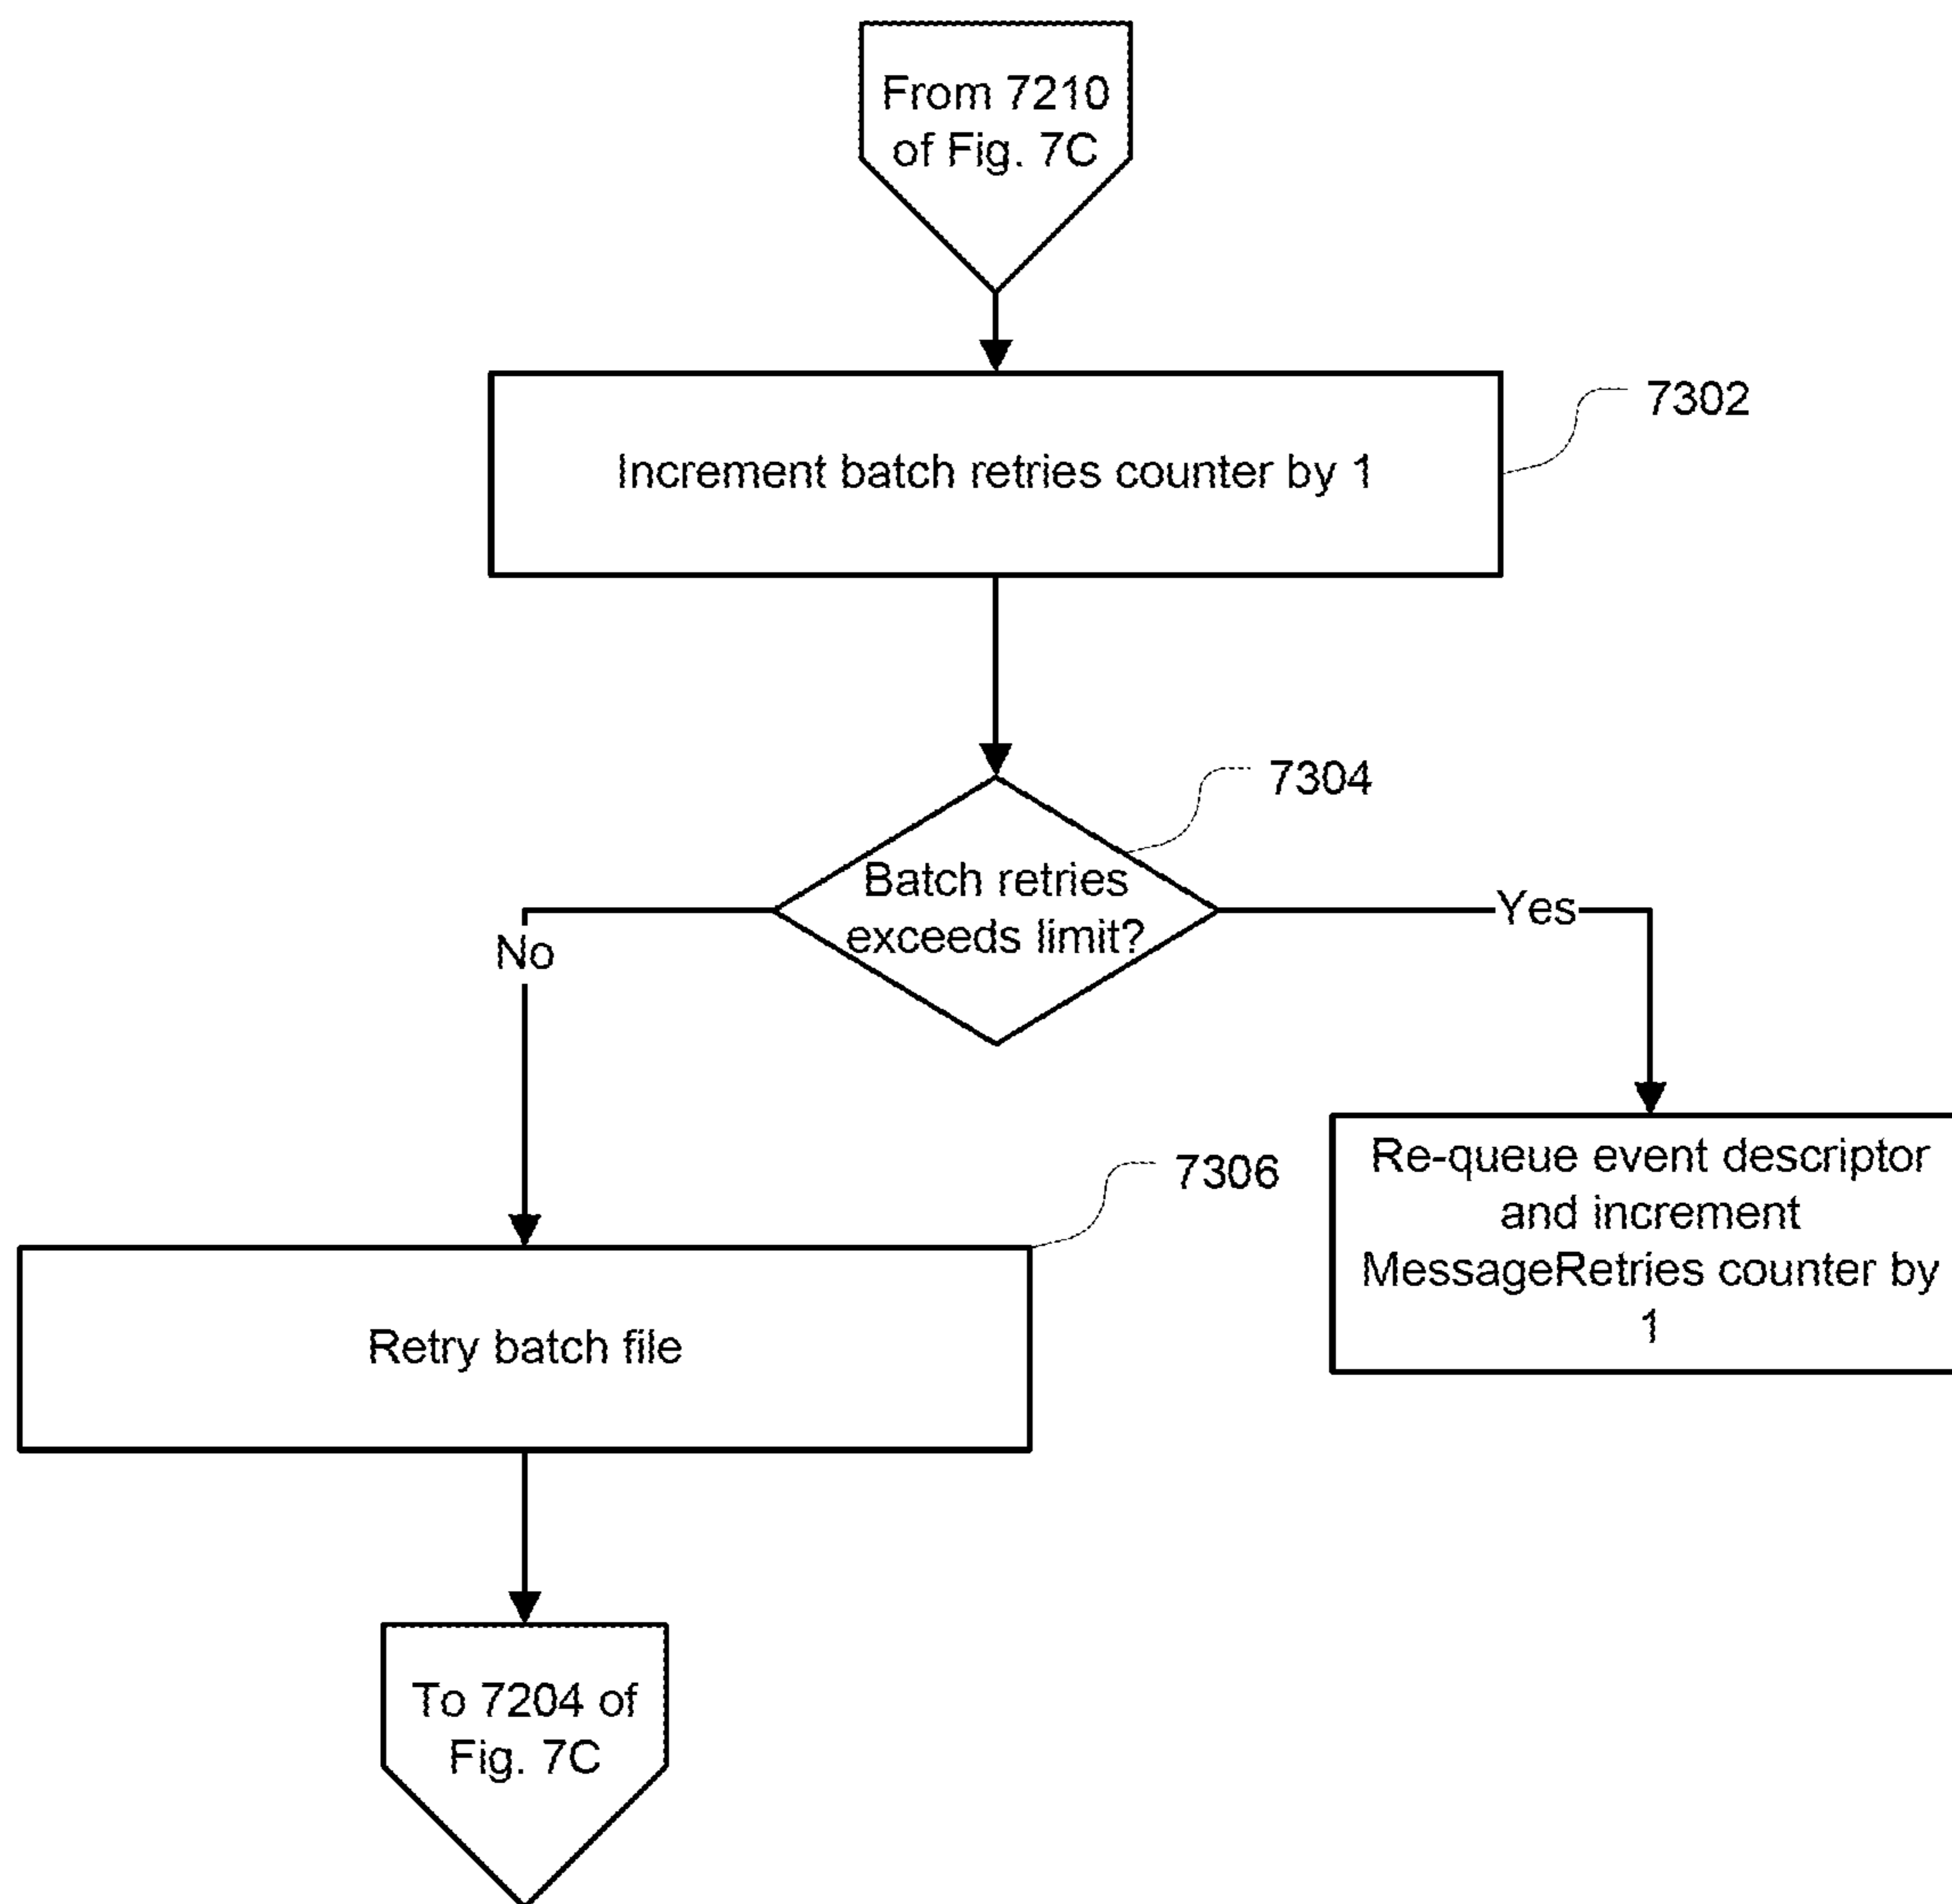 From 7210
of Fig. 7C
7302
Increment batch retries counter by 1
7304
Batch retries
exceeds limit?
Yes
No
Re-queue event descriptor
and increment
MessageRetries counter by
1
7306
Retry batch file
To 7204 of
Fig. 7C